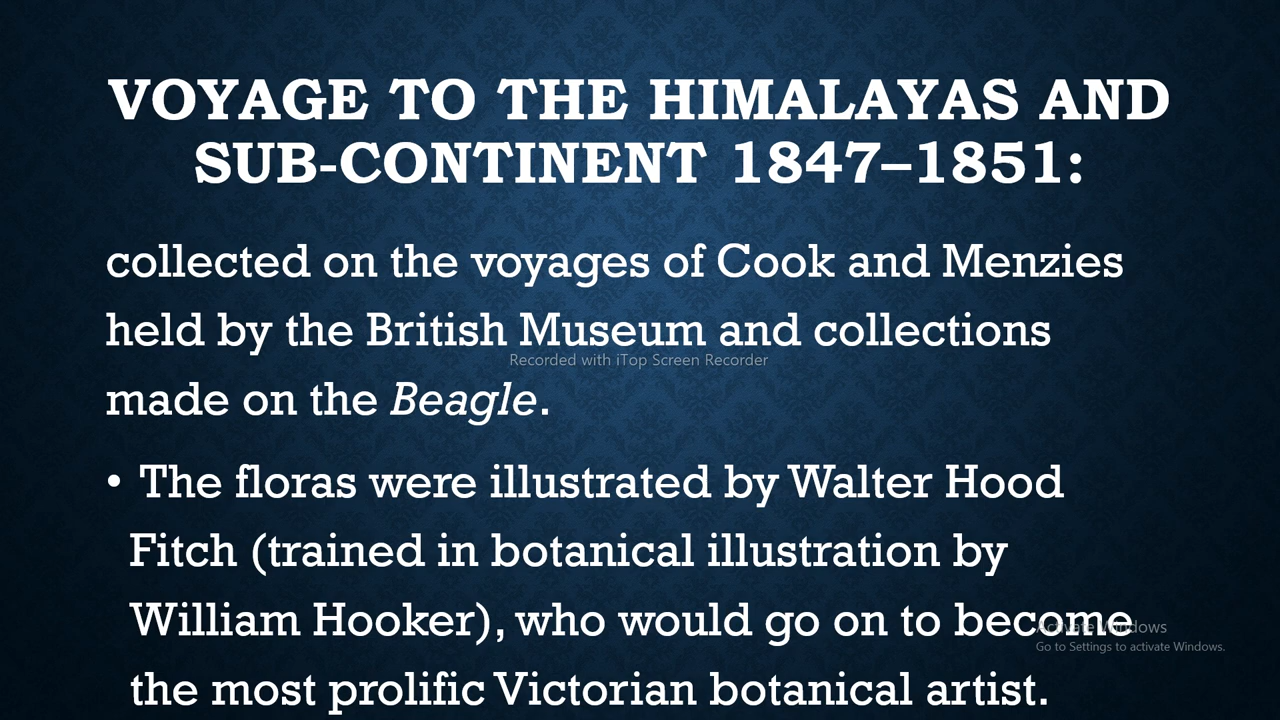 VOYAGE TO THE HIMALAYAS AND
SUB-CONTINENT 1847–1851:
collected on the voyages of Cook and Menzies
held by the British Museum and collections
Recorded with iTop Screen Recorder
made on the Beagle.
• The floras were illustrated by Walter Hood
Fitch (trained in botanical illustration by
William Hooker), who would go on to become
Activate Windows
Go to Settings to activate Windows.
the most prolific Victorian botanical artist.